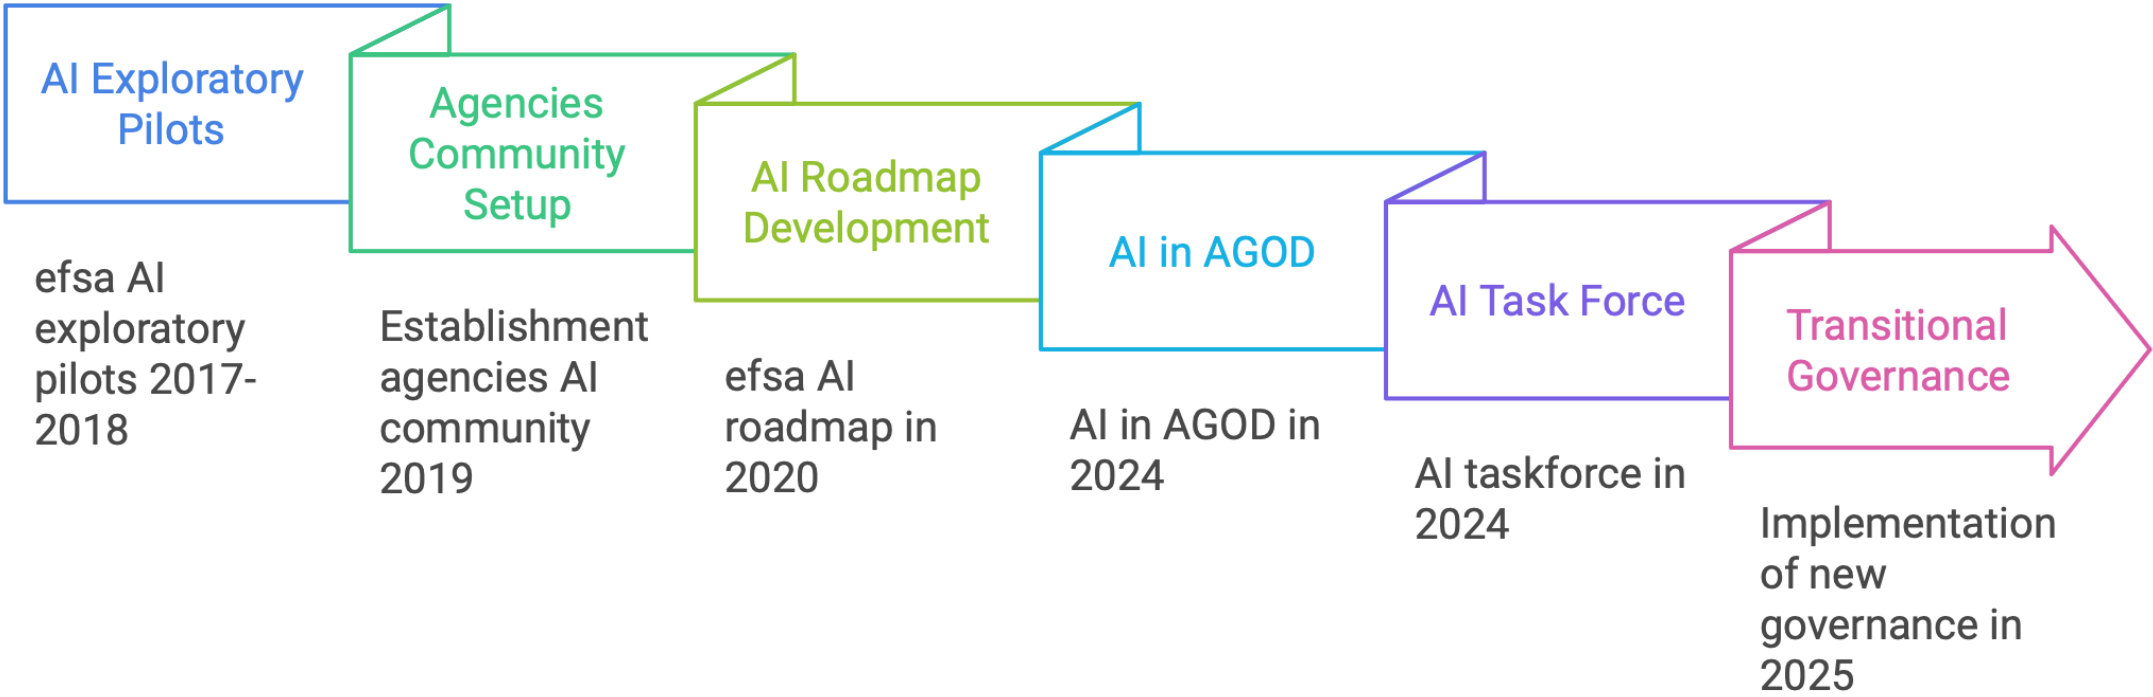 AI Exploratory
Pilots
efsa AI
exploratory
pilots 2017-
2018
Agencies
Community
Setup
Establishment
agencies AI
community
2019
AI Roadmap
Development
efsa AI
roadmap in
2020
AI in AGOD
AI in AGOD in
2024
AI Task Force
AI taskforce in
2024
Transitional
Governance
Implementation
of new
governance in
2025